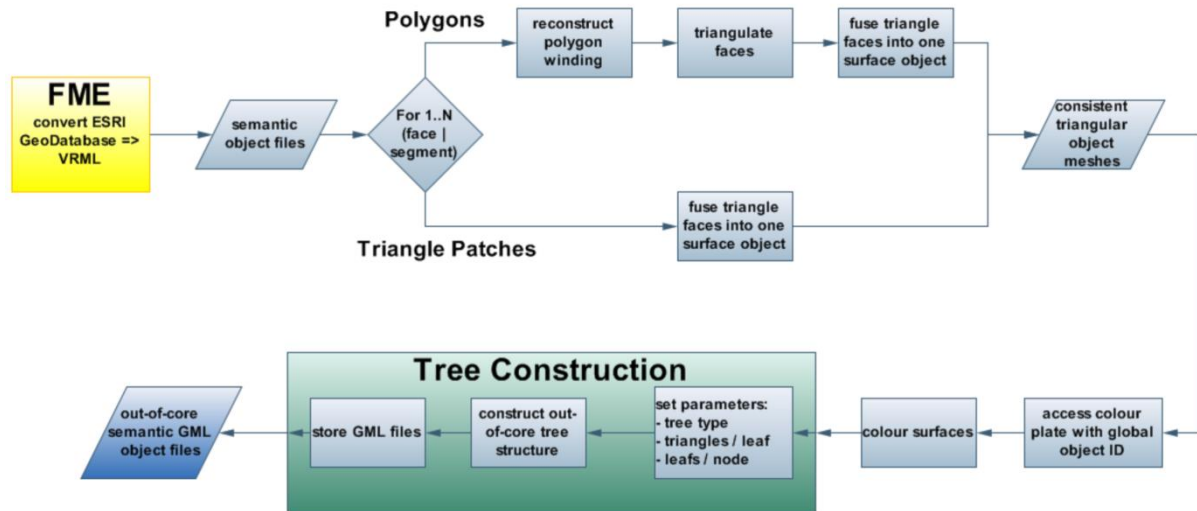 Polygons
reconstruct
polygon
winding
triangulate
faces
fuse triangle
faces into one
surface object
FME
convert ESRI
GeoDatabase =>
VRML
semantic
object files
For 1..N
(face |
segment)
consistent
triangular
object
meshes
Triangle Patches
fuse triangle
faces into one
surface object
Tree Construction
out-of-core
semantic GML
object files
store GML files
construct out-
of-core tree
structure
set parameters:
- tree type
- triangles / leaf
- leafs / node
colour surfaces
access colour
plate with global
object ID